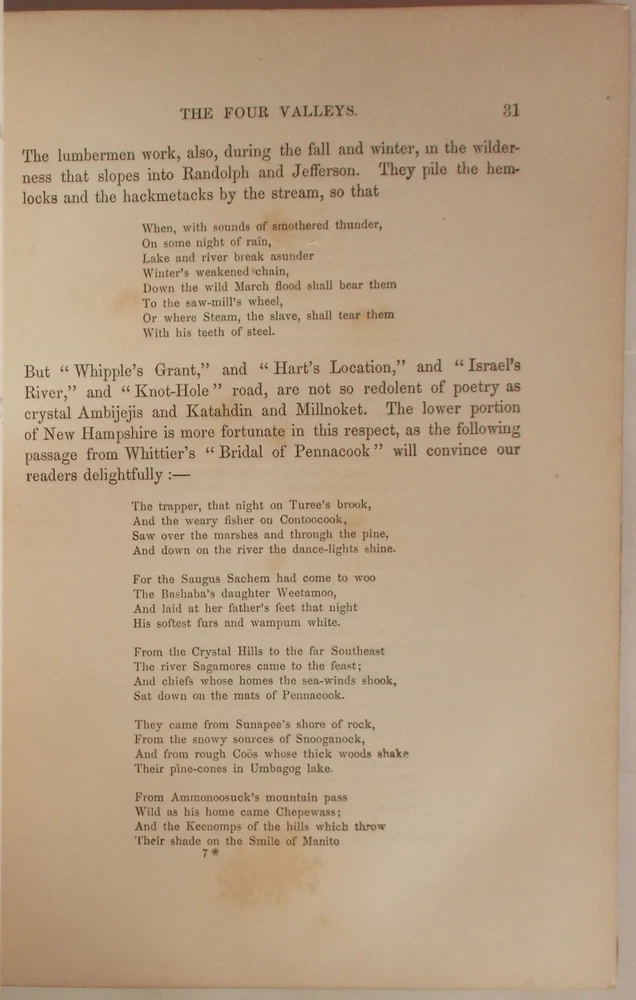 THE FOUR VALLEYS. 31
The lumbermen work, also, during the fall and winter, in the wilder-
ness that slopes into Randolph and Jefferson. They pile the hem-
locks and the hackmetacks by the stream, so that
When, with sounds of smothered thunder,
On some night of rain,
Lake and river break asunder
Winter's weakened chain,
Down the wild March flood shall bear them
To the saw-mill's wheel,
Or where Steam, the slave, shall tear them
With his teeth of steel.
But “Whipple's Grant,” and “Hart's Location,” and “Israel's
River,” and “Knot-Hole” road, are not so redolent of poetry as
crystal Ambijejis and Katahdin and Millnoket. The lower portion
of New Hampshire is more fortunate in this respect, as the following
passage from Whittier's “Bridal of Pennacook” will convince our
readers delightfully :—
The trapper, that night on Turee's brook,
And the weary fisher on Contoocook,
Saw over the marshes and through the pine,
And down on the river the dance-lights shine.
For the Saugus Sachem had come to woo
The Bashaba's daughter Weetamoo,
And laid at her father's feet that night
His softest furs and wampum white.
From the Crystal Hills to the far Southeast
The river Sagamores came to the feast;
And chiefs whose homes the sea-winds shook,
Sat down on the mats of Pennacook.
They came from Sunapee's shore of rock,
From the snowy sources of Snooganock,
And from rough Coös whose thick woods shake
Their pine-cones in Umbagog lake.
From Ammonoosuck's mountain pass
Wild as his home came Chepewass;
And the Keenomps of the hills which throw
Their shade on the Smile of Manito
7*